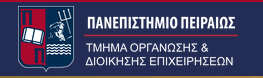 ΠΑΝΕΠΙΣΤΗΜΙΟ ΠΕΙΡΑΙΩΣ
ΤΜΗΜΑ ΟΡΓΑΝΩΣΗΣ &
ΔΙΟΙΚΗΣΗΣ ΕΠΙΧΕΙΡΗΣΕΩΝ